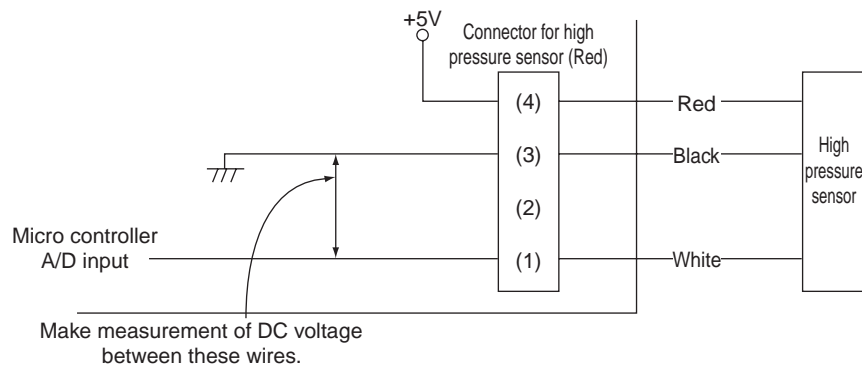 +5V
Connector for high
pressure sensor (Red)
(4)
Red
(3)
Black
High
pressure
sensor
(2)
Micro controller
A/D input
(1)
White
Make measurement of DC voltage
between these wires.